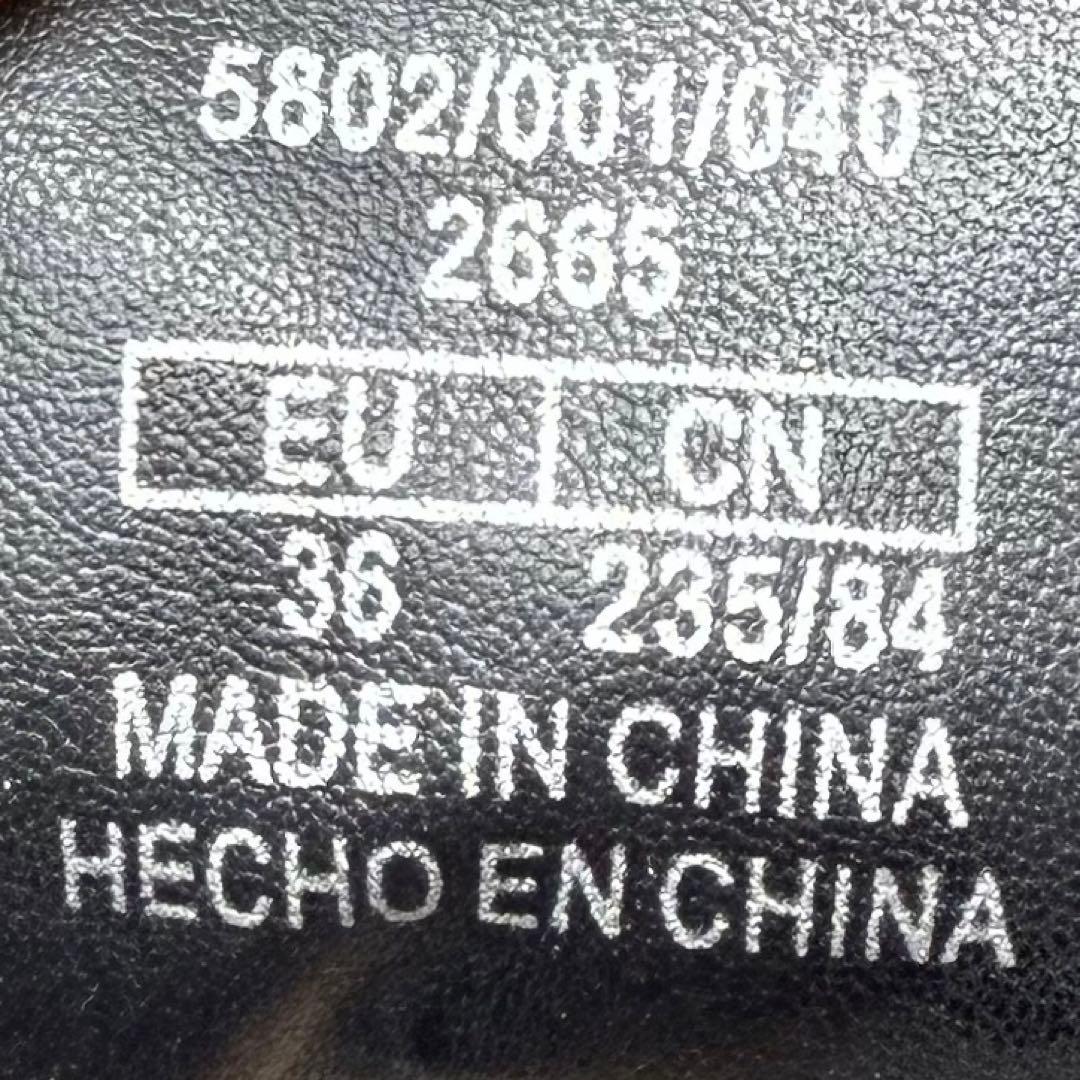 5802/001/040
2665
EU CN
36 235/84
MADE IN CHINA
HECHO EN CHINA